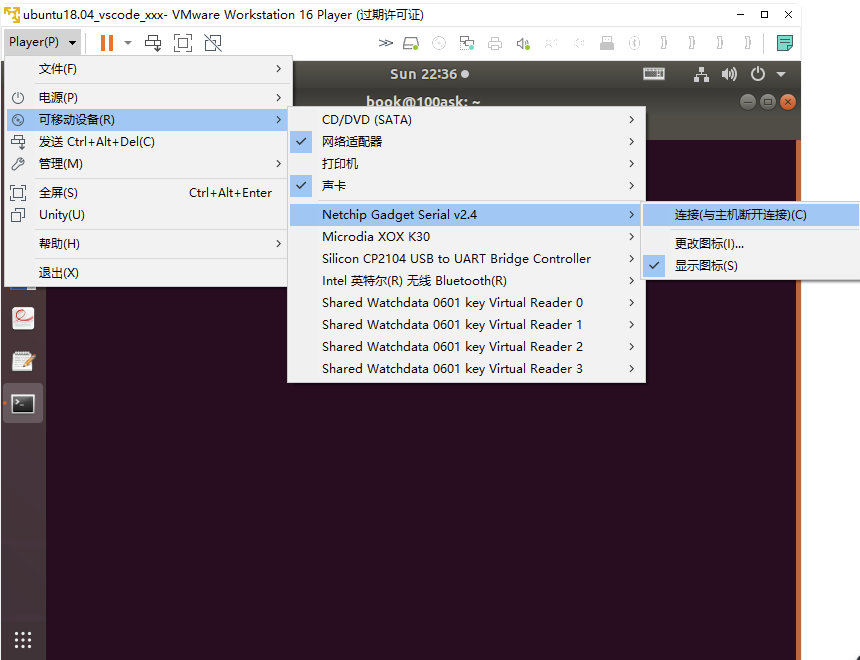 ubuntu18.04_vscode_xxx- VMware Workstation 16 Player (过期许可证)
Player(P)
Sun 22:36
book@100ask: ~
文件(F)
电源(P)
可移动设备(R)
发送 Ctrl+Alt+Del(C)
管理(M)
全屏(S) Ctrl+Alt+Enter
Unity(U)
帮助(H)
退出(X)
CD/DVD (SATA)
网络适配器
打印机
声卡
Netchip Gadget Serial v2.4
Microdia XOX K30
Silicon CP2104 USB to UART Bridge Controller
Intel 英特尔(R) 无线 Bluetooth(R)
Shared Watchdata 0601 key Virtual Reader 0
Shared Watchdata 0601 key Virtual Reader 1
Shared Watchdata 0601 key Virtual Reader 2
Shared Watchdata 0601 key Virtual Reader 3
连接(与主机断开连接)(C)
更改图标(I)...
显示图标(S)